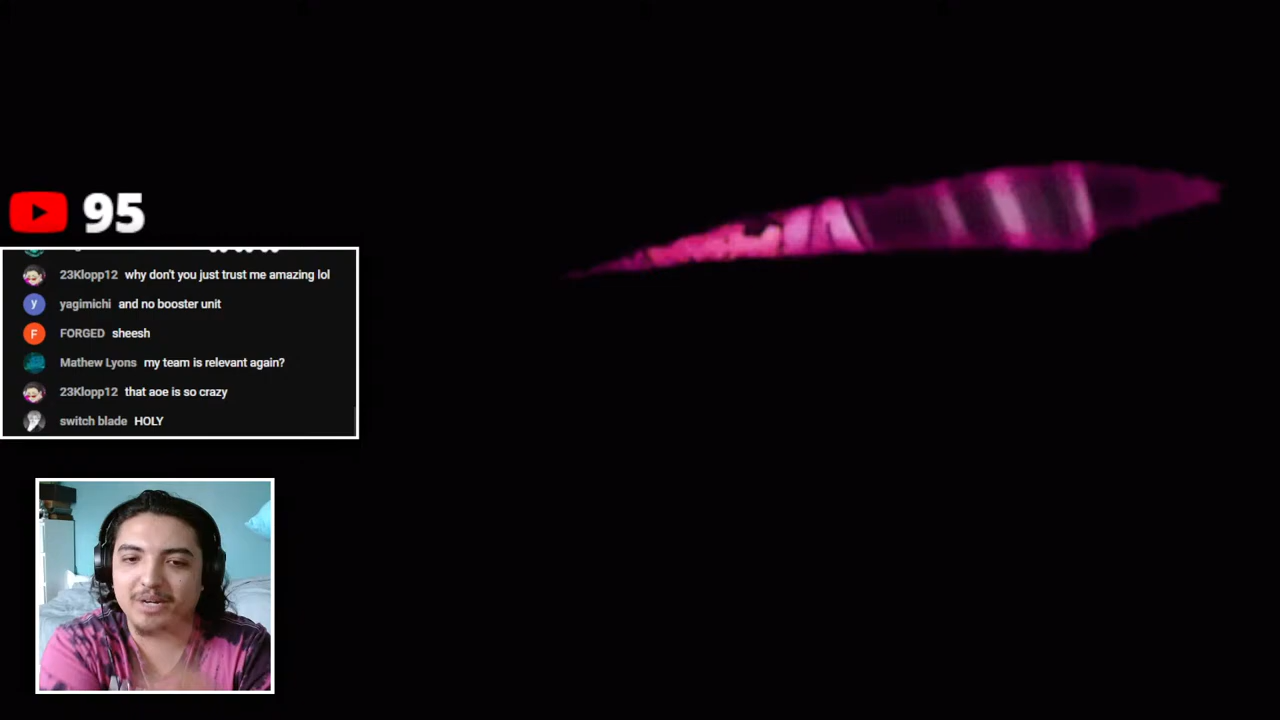 95
23Klopp12 why don't you just trust me amazing lol
y yagimichi and no booster unit
F FORGED sheesh
Mathew Lyons my team is relevant again?
23Klopp12 that aoe is so crazy
switch blade HOLY